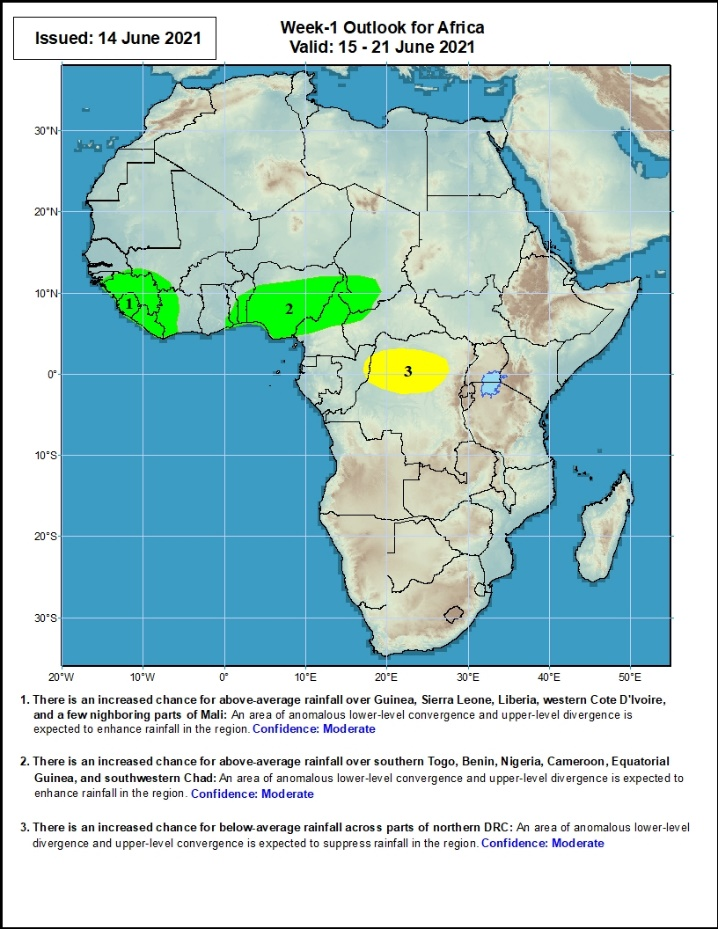 Issued: 14 June 2021
Week-1 Outlook for Africa
Valid: 15 - 21 June 2021
30°N
20°N
10°N
0°
10°S
20°S
30°S
1
2
3
20°W 10°W 0° 10°E 20°E 30°E 40°E 50°E
1. There is an increased chance for above-average rainfall over Guinea, Sierra Leone, Liberia, western Cote D'Ivoire,
and a few nighboring parts of Mali: An area of anomalous lower-level convergence and upper-level divergence is
expected to enhance rainfall in the region. Confidence: Moderate
2. There is an increased chance for above-average rainfall over southern Togo, Benin, Nigeria, Cameroon, Equatorial
Guinea, and southwestern Chad: An area of anomalous lower-level convergence and upper-level divergence is expected to
enhance rainfall in the region. Confidence: Moderate
3. There is an increased chance for below-average rainfall across parts of northern DRC: An area of anomalous lower-level
divergence and upper-level convergence is expected to suppress rainfall in the region. Confidence: Moderate